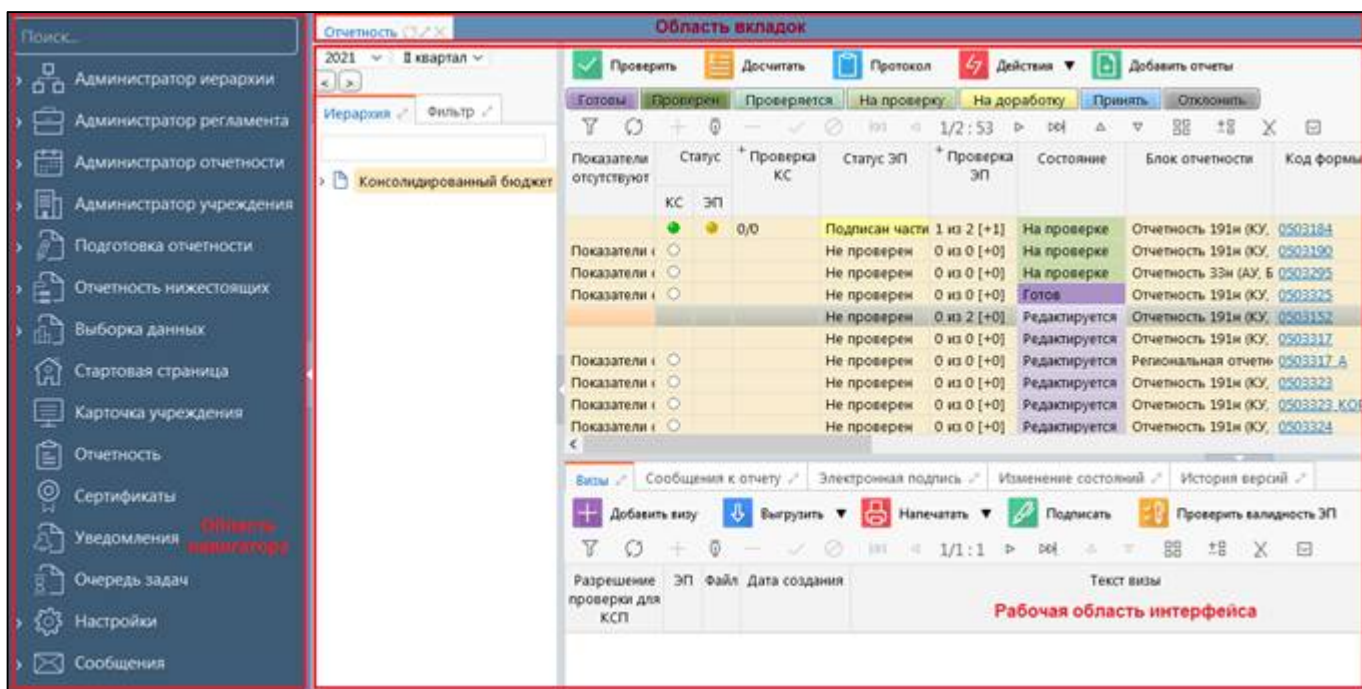 Поиск...
Администратор иерархии
Администратор регламента
Администратор отчетности
Администратор учреждения
Подготовка отчетности
Отчетность нижестоящих
Выборка данных
Стартовая страница
Карточка учреждения
Отчетность
Сертификаты
Уведомления
Область навигатора
Очередь задач
Настройки
Сообщения
Отчетность
Область вкладок
2021 II квартал
< >
Иерархия Фильтр
Консолидированный бюджет
Проверить Досчитать Протокол Действия Добавить отчеты
Готовы Проверен Проверяется На проверку На доработку Принять Отклонить
1/2 : 53
Показатели отсутствуют Статус + Проверка КС Статус ЭП + Проверка ЭП Состояние Блок отчетности Код формы
КС ЭП
0/0 Подписан части 1 из 2 [+1] На проверке Отчетность 191н (КУ, 0503184
Показатели Не проверен 0 из 0 [+0] На проверке Отчетность 191н (КУ, 0503190
Показатели Не проверен 0 из 0 [+0] На проверке Отчетность 33н (АУ, Б 0503295
Показатели Не проверен 0 из 0 [+0] Готов Отчетность 191н (КУ, 0503325
Не проверен 0 из 2 [+0] Редактируется Отчетность 191н (КУ, 0503152
Не проверен 0 из 0 [+0] Редактируется Отчетность 191н (КУ, 0503317
Показатели Не проверен 0 из 0 [+0] Редактируется Региональная отчетн 0503317_А
Показатели Не проверен 0 из 0 [+0] Редактируется Отчетность 191н (КУ, 0503323
Показатели Не проверен 0 из 0 [+0] Редактируется Отчетность 191н (КУ, 0503323_КОР
Показатели Не проверен 0 из 0 [+0] Редактируется Отчетность 191н (КУ, 0503324
Визы Сообщения к отчету Электронная подпись Изменение состояний История версий
Добавить визу Выгрузить Напечатать Подписать Проверить валидность ЭП
1/1 : 1
Разрешение проверки для КСП ЭП Файл Дата создания Текст визы
Рабочая область интерфейса